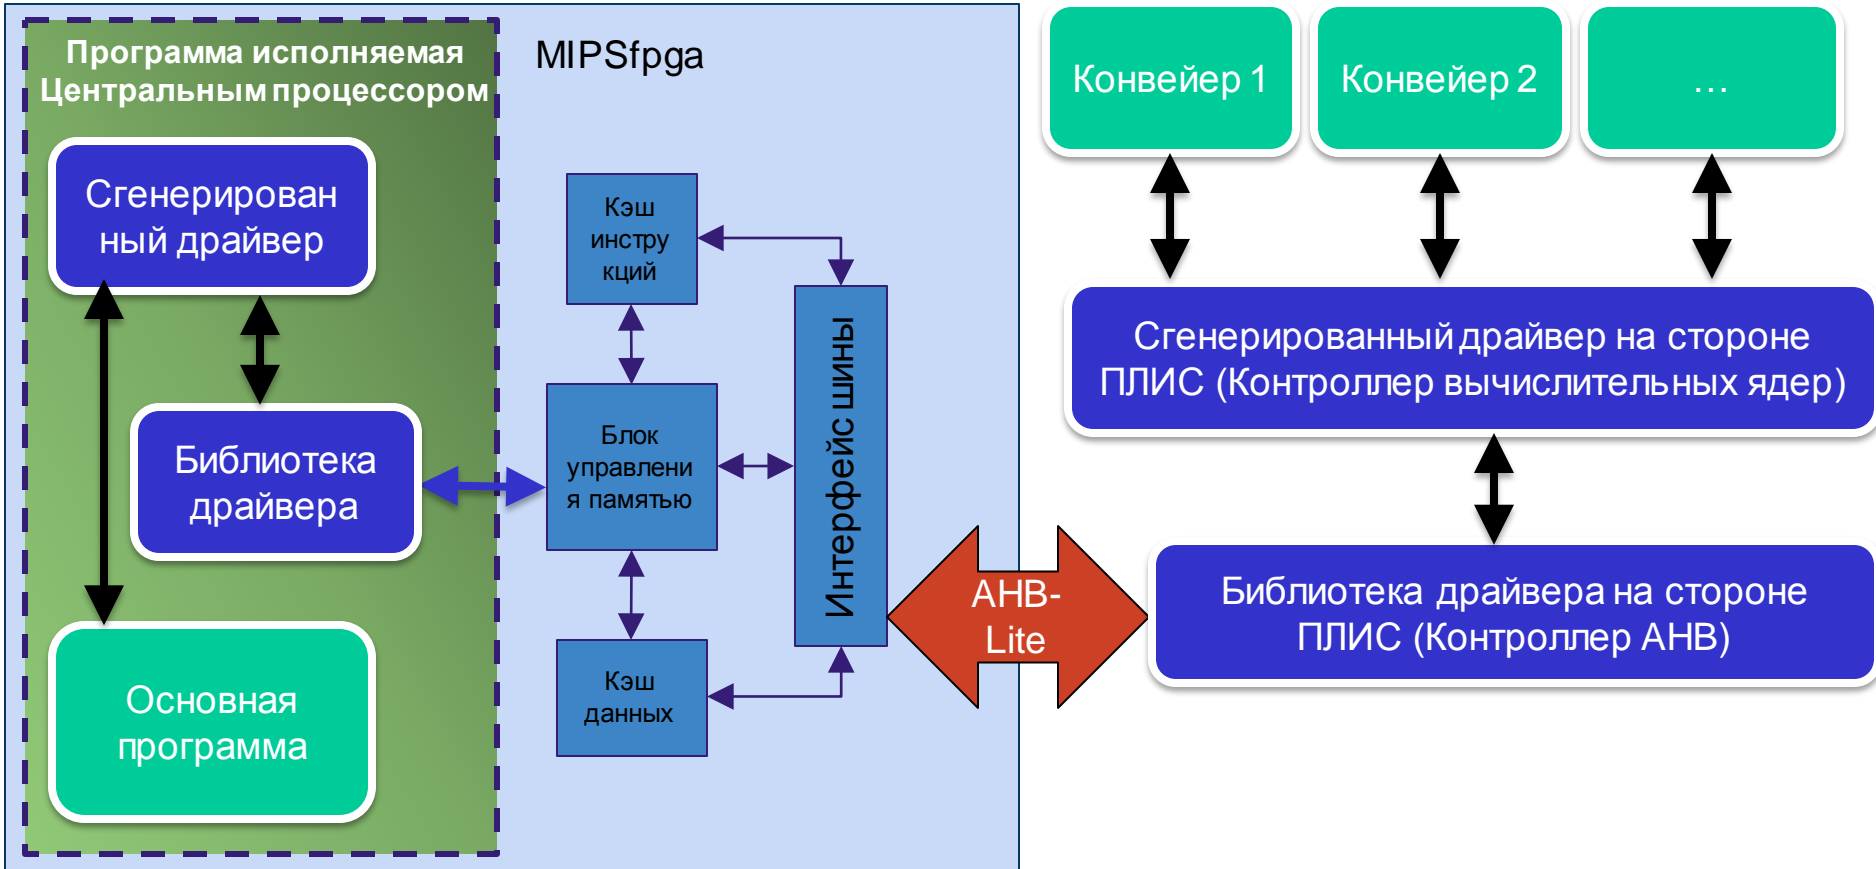 Программа исполняемая
Центральным процессором
MIPSfpga
Сгенерирован
ный драйвер
Библиотека
драйвера
Основная
программа
Кэш
инстру
кций
Блок
управлени
я памятью
Кэш
данных
Интерфейс шины
AHB-
Lite
Конвейер 1
Конвейер 2
...
Сгенерированный драйвер на стороне
ПЛИС (Контроллер вычислительных ядер)
Библиотека драйвера на стороне
ПЛИС (Контроллер AHB)